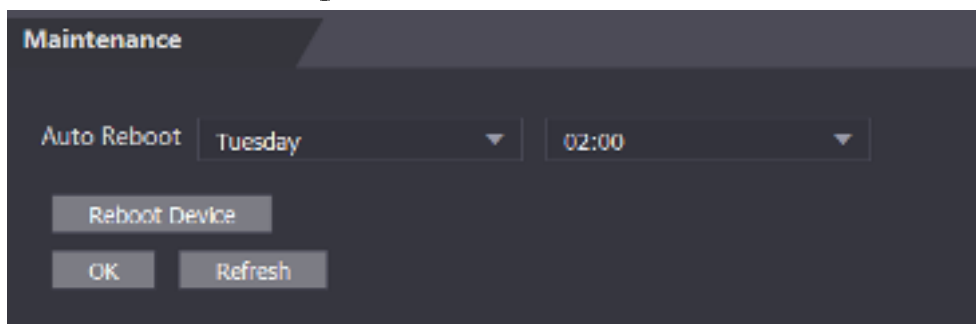 Maintenance
Auto Reboot Tuesday 02:00
Reboot Device
OK Refresh